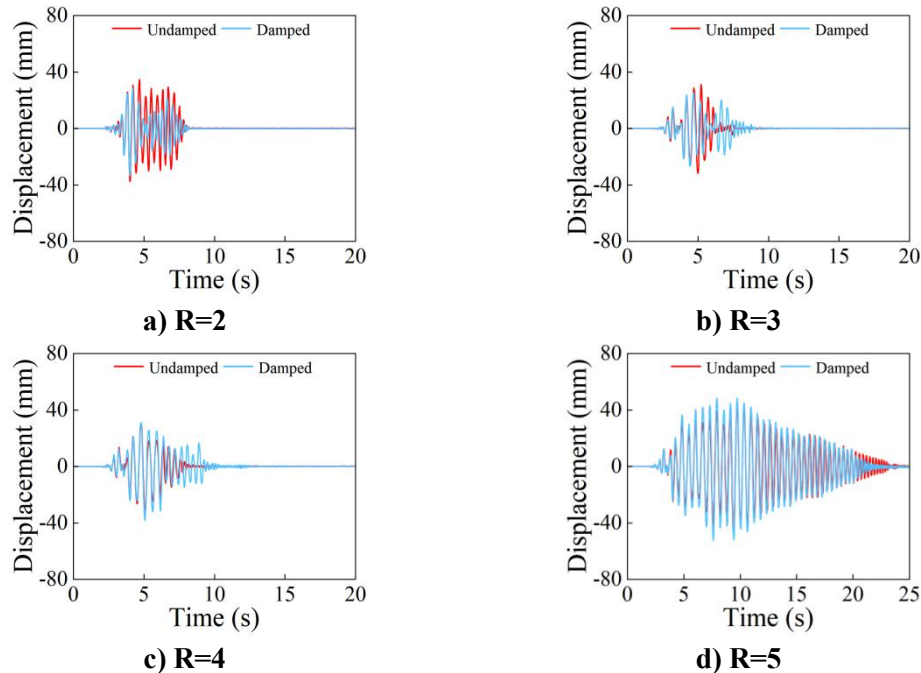 80
40
0
-40
-80
Displacement (mm)
Undamped Damped
0 5 10 15 20
Time (s)
a) R=2
80
40
0
-40
-80
Displacement (mm)
Undamped Damped
0 5 10 15 20
Time (s)
b) R=3
80
40
0
-40
-80
Displacement (mm)
Undamped Damped
0 5 10 15 20
Time (s)
c) R=4
80
40
0
-40
-80
Displacement (mm)
Undamped Damped
0 5 10 15 20 25
Time (s)
d) R=5